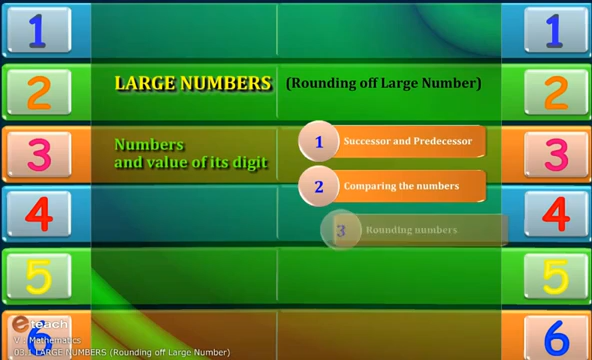 1
1
2
LARGE NUMBERS (Rounding off Large Number)
2
3
Numbers
and value of its digit
1 Successor and Predecessor
3
2 Comparing the numbers
4
3 Rounding numbers
4
5
5
eteach
6
V : Mathematics
6
03.1 LARGE NUMBERS (Rounding off Large Number)